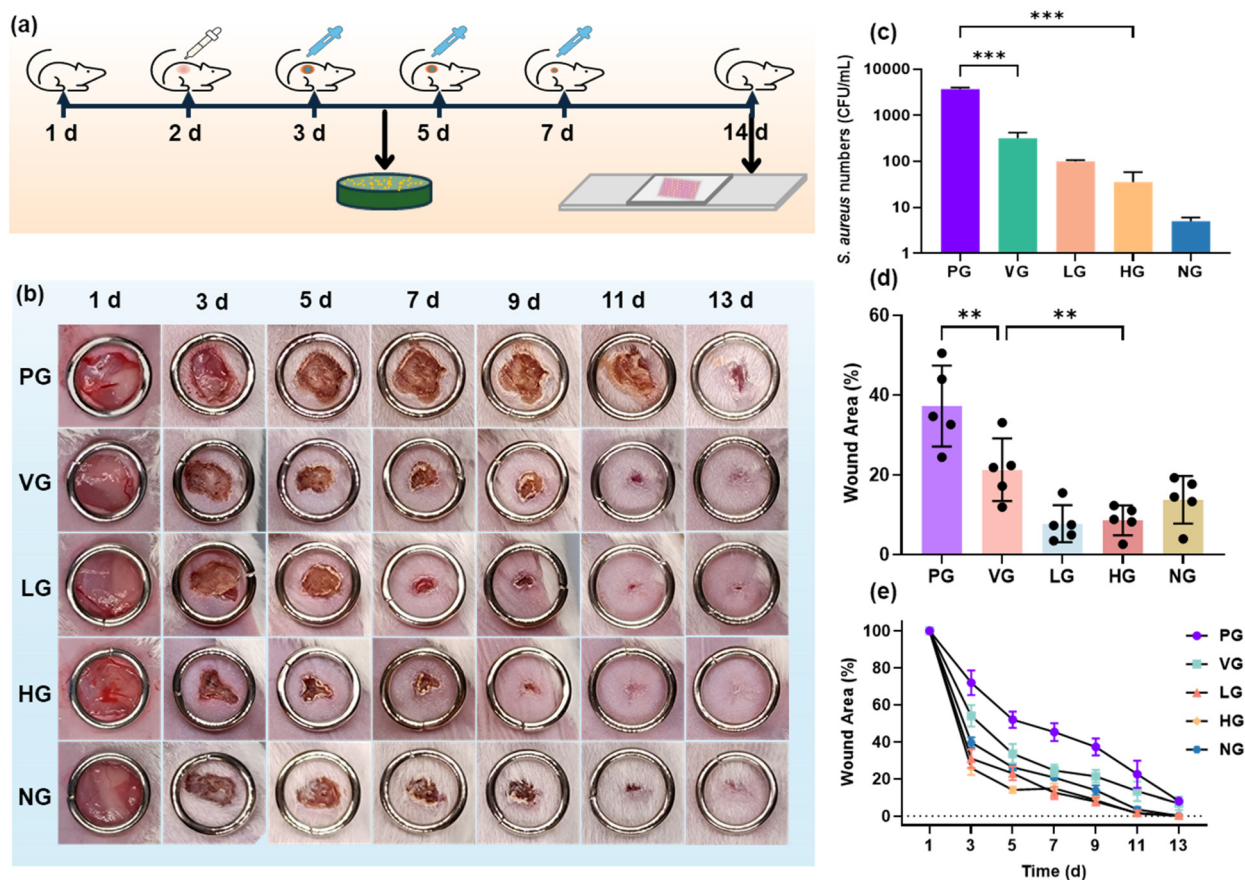 (a)
1 d 2 d 3 d 5 d 7 d 14 d
(b)
1 d 3 d 5 d 7 d 9 d 11 d 13 d
PG
VG
LG
HG
NG
(c)
***
***
S. aureus numbers (CFU/mL)
10000
1000
100
10
1
PG VG LG HG NG
(d)
** **
Wound Area (%)
60
40
20
0
PG VG LG HG NG
(e)
Wound Area (%)
100
80
60
40
20
0
1 3 5 7 9 11 13
Time (d)
PG
VG
LG
HG
NG